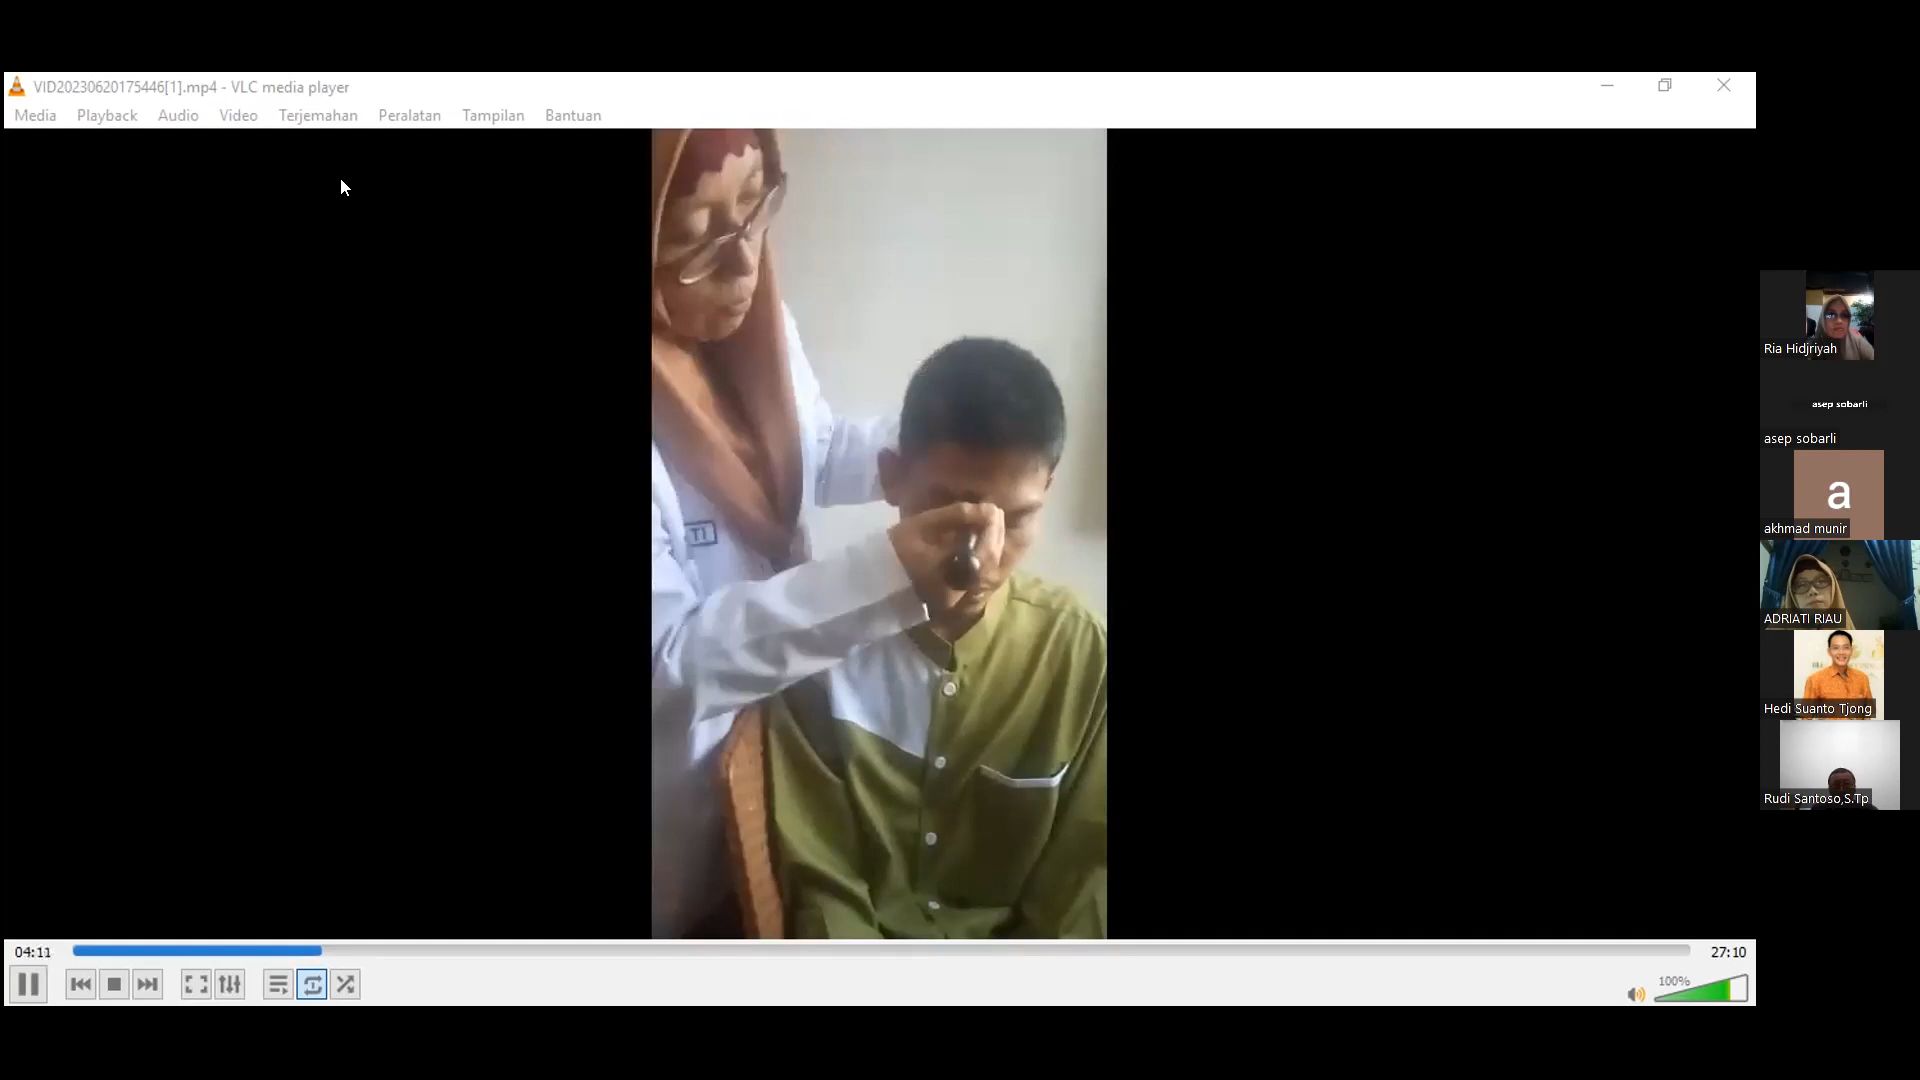 VID20230620175446[1].mp4 - VLC media player
Media Playback Audio Video Terjemahan Peralatan Tampilan Bantuan
TI
04:11
27:10
100%
Ria Hidjriyah
asep sobarli
asep sobarli
a
akhmad munir
ADRIATI RIAU
Hedi Suanto Tjong
Rudi Santoso,S.Tp